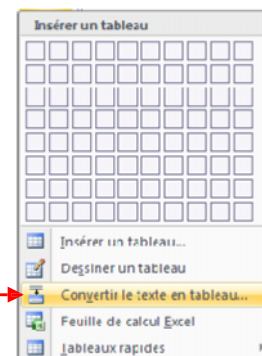 Insérer un tableau
Insérer un tableau...
Dessiner un tableau
Convertir le texte en tableau...
Feuille de calcul Excel
Tableaux rapides